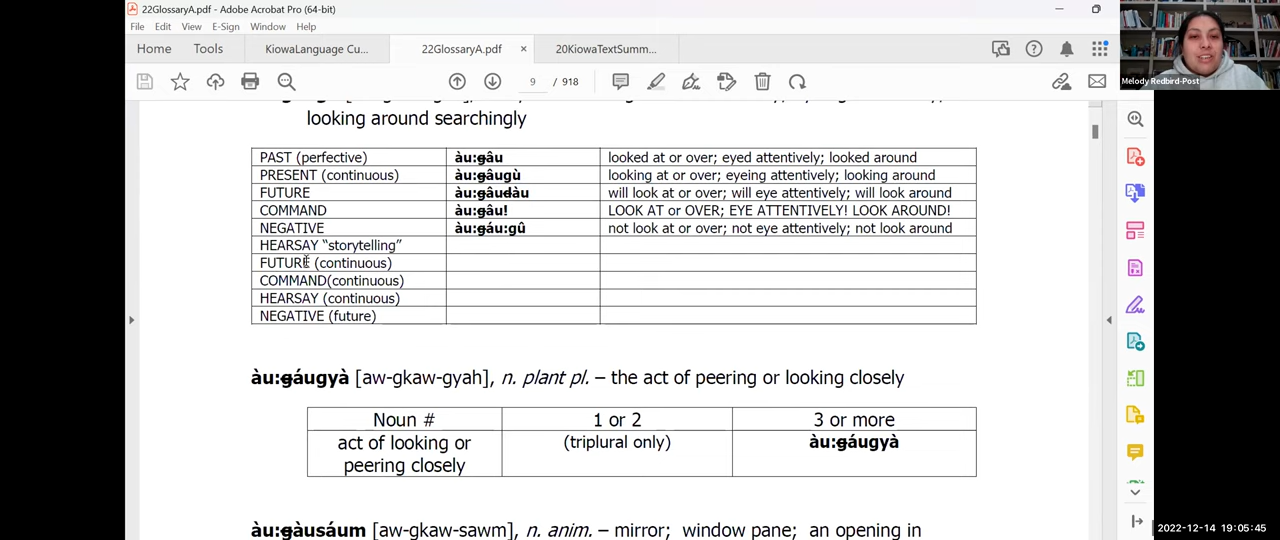 22GlossaryA.pdf - Adobe Acrobat Pro (64-bit)
File Edit View E-Sign Window Help
Home Tools KiowaLanguage Cu... 22GlossaryA.pdf × 20KiowaTextSumm...
9 / 918
Melody Redbird-Post
looking around searchingly
PAST (perfective) àu:g̶âu looked at or over; eyed attentively; looked around
PRESENT (continuous) àu:g̶âugù looking at or over; eyeing attentively; looking around
FUTURE àu:g̶âud̶àu will look at or over; will eye attentively; will look around
COMMAND àu:g̶âu! LOOK AT or OVER; EYE ATTENTIVELY! LOOK AROUND!
NEGATIVE àu:g̶áu:gû not look at or over; not eye attentively; not look around
HEARSAY “storytelling”
FUTURE (continuous)
COMMAND(continuous)
HEARSAY (continuous)
NEGATIVE (future)
àu:g̶áugyà [aw-gkaw-gyah], n. plant pl. – the act of peering or looking closely
Noun # 1 or 2 3 or more
act of looking or (triplural only) àu:g̶áugyà
peering closely
àu:g̶àusáum [aw-gkaw-sawm], n. anim. – mirror; window pane; an opening in
2022-12-14 19:05:45